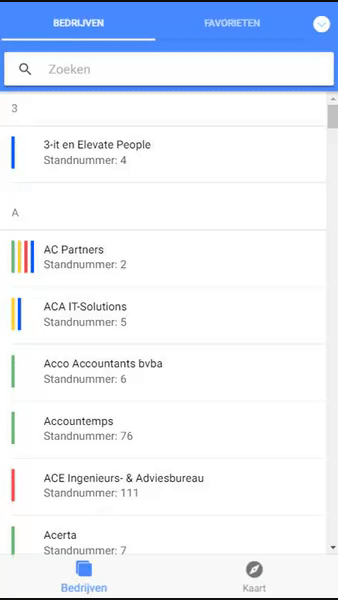 BEDRIJVEN
FAVORIETEN
Zoeken
3
3-it en Elevate People
Standnummer: 4
A
AC Partners
Standnummer: 2
ACA IT-Solutions
Standnummer: 5
Acco Accountants bvba
Standnummer: 6
Accountemps
Standnummer: 76
ACE Ingenieurs- & Adviesbureau
Standnummer: 111
Acerta
Standnummer: 7
Bedrijven
Kaart